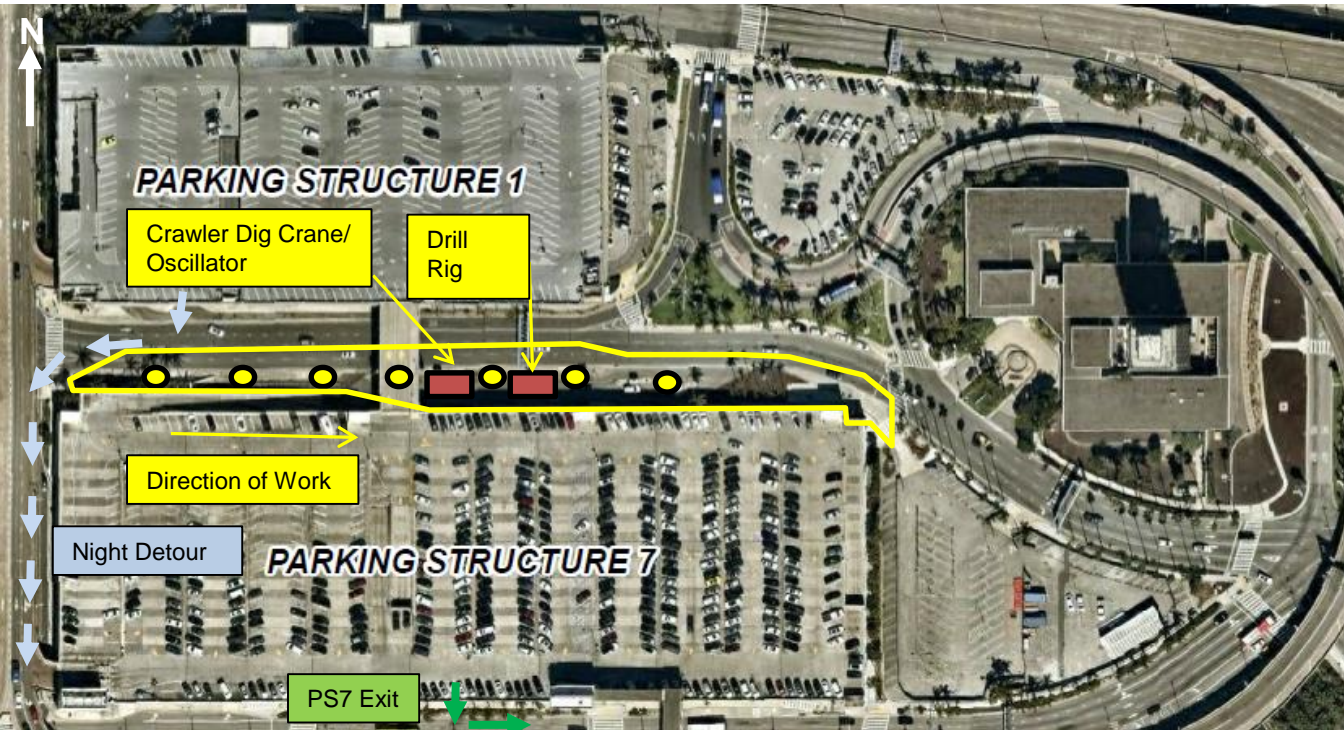 N
PARKING STRUCTURE 1
Crawler Dig Crane/
Oscillator
Drill
Rig
Direction of Work
Night Detour
PARKING STRUCTURE 7
PS7 Exit